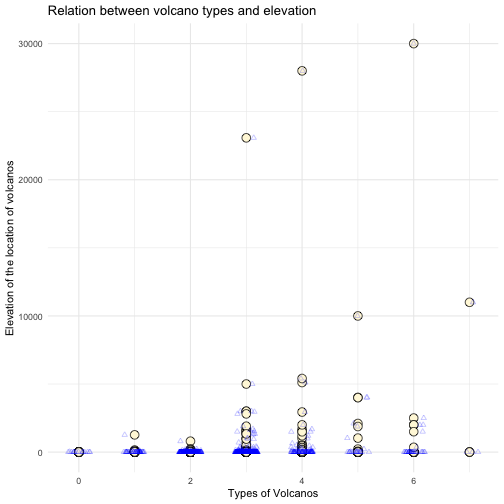 Relation between volcano types and elevation
Elevation of the location of volcanos
30000
20000
10000
0
0
2
4
6
Types of Volcanos